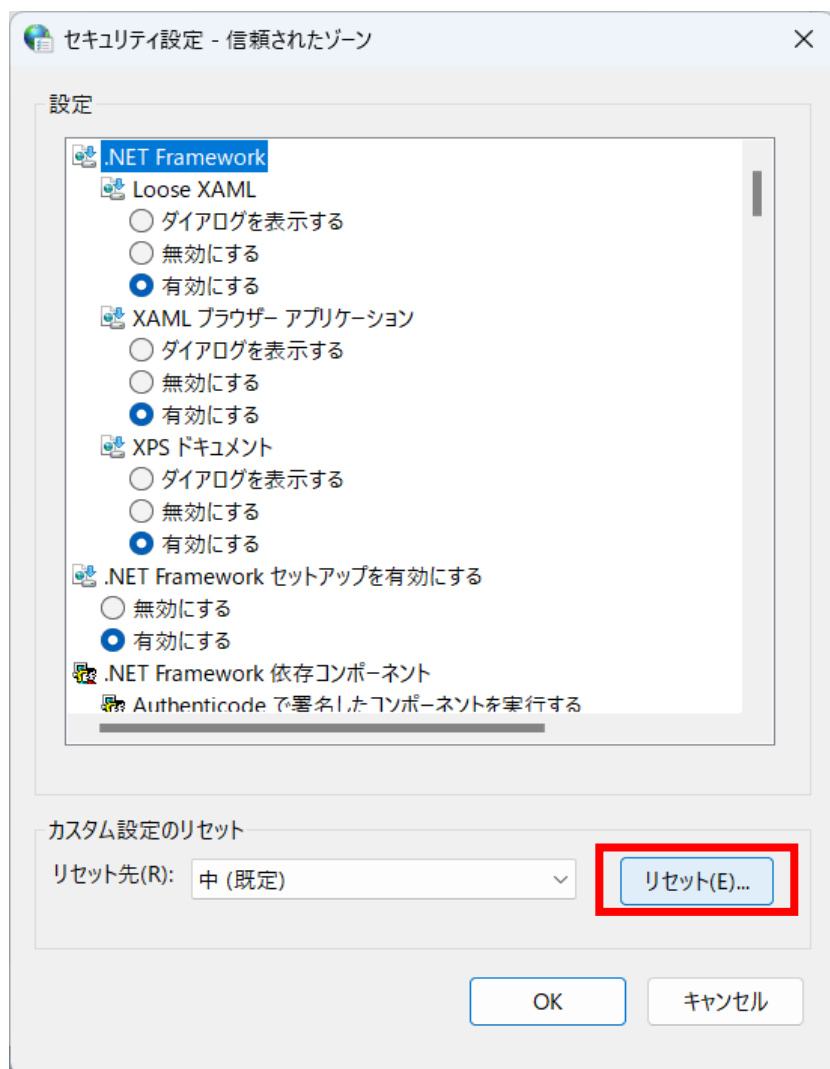 セキュリティ設定 - 信頼されたゾーン
設定
.NET Framework
Loose XAML
ダイアログを表示する
無効にする
有効にする
XAML ブラウザー アプリケーション
ダイアログを表示する
無効にする
有効にする
XPS ドキュメント
ダイアログを表示する
無効にする
有効にする
.NET Framework セットアップを有効にする
無効にする
有効にする
.NET Framework 依存コンポーネント
Authenticode で署名したコンポーネントを実行する
カスタム設定のリセット
リセット先(R): 中 (既定) リセット(E)...
OK キャンセル